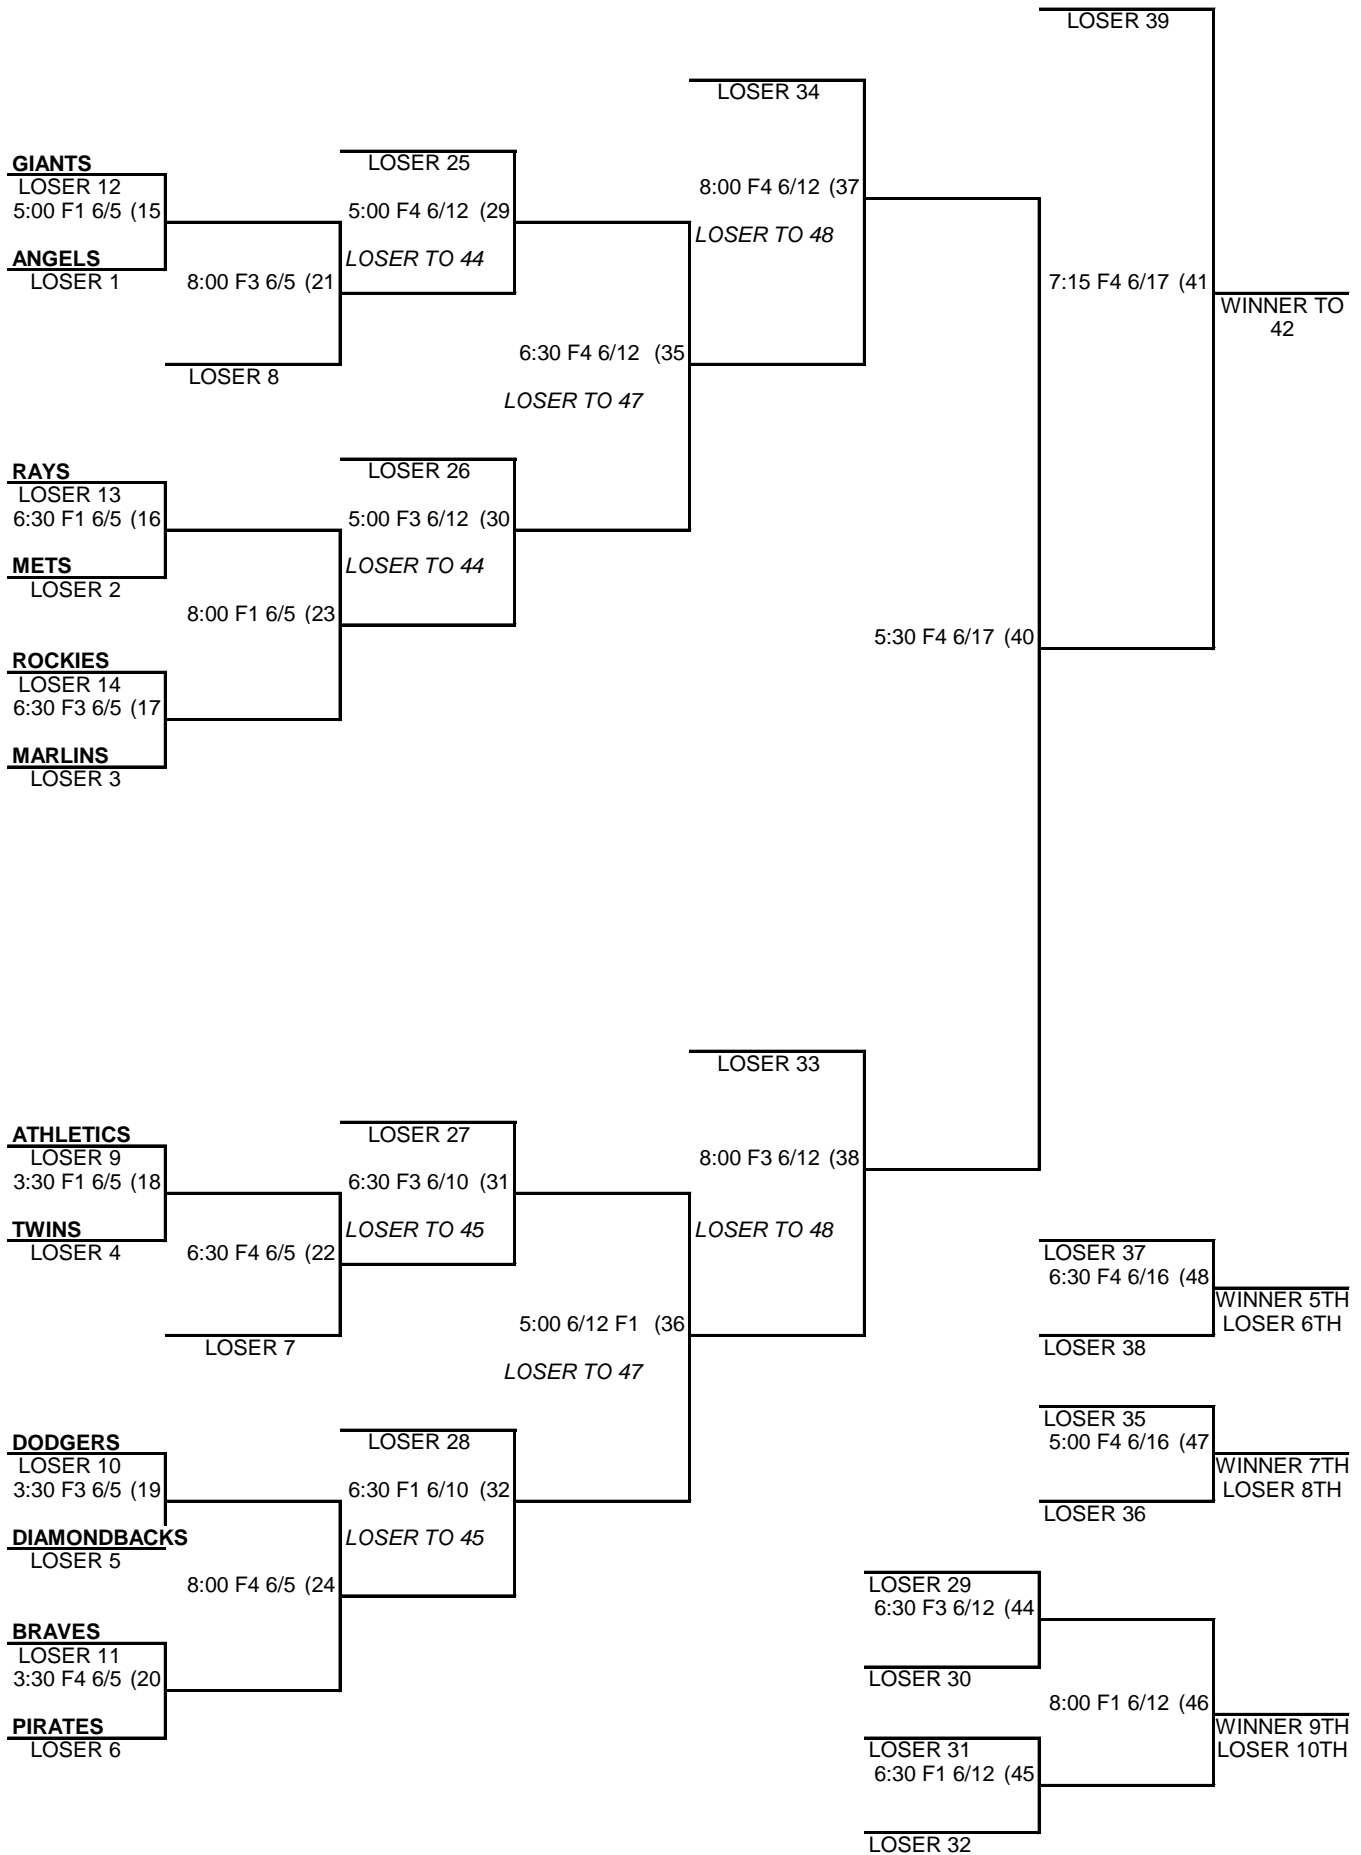 LOSER 39
LOSER 34
GIANTS
LOSER 12
5:00 F1 6/5 (15
ANGELS
LOSER 1
8:00 F3 6/5 (21
LOSER 8
LOSER 25
5:00 F4 6/12 (29
LOSER TO 44
8:00 F4 6/12 (37
LOSER TO 48
7:15 F4 6/17 (41
WINNER TO
42
6:30 F4 6/12 (35
LOSER TO 47
RAYS
LOSER 13
6:30 F1 6/5 (16
METS
LOSER 2
LOSER 26
5:00 F3 6/12 (30
LOSER TO 44
8:00 F1 6/5 (23
ROCKIES
LOSER 14
6:30 F3 6/5 (17
MARLINS
LOSER 3
5:30 F4 6/17 (40
LOSER 33
ATHLETICS
LOSER 9
3:30 F1 6/5 (18
TWINS
LOSER 4
6:30 F4 6/5 (22
LOSER 7
LOSER 27
6:30 F3 6/10 (31
LOSER TO 45
8:00 F3 6/12 (38
LOSER TO 48
5:00 6/12 F1 (36
LOSER TO 47
DODGERS
LOSER 10
3:30 F3 6/5 (19
DIAMONDBACKS
LOSER 5
LOSER 28
6:30 F1 6/10 (32
LOSER TO 45
8:00 F4 6/5 (24
BRAVES
LOSER 11
3:30 F4 6/5 (20
PIRATES
LOSER 6
LOSER 37
6:30 F4 6/16 (48
WINNER 5TH
LOSER 6TH
LOSER 38
LOSER 35
5:00 F4 6/16 (47
WINNER 7TH
LOSER 8TH
LOSER 36
LOSER 29
6:30 F3 6/12 (44
LOSER 30
8:00 F1 6/12 (46
WINNER 9TH
LOSER 10TH
LOSER 31
6:30 F1 6/12 (45
LOSER 32